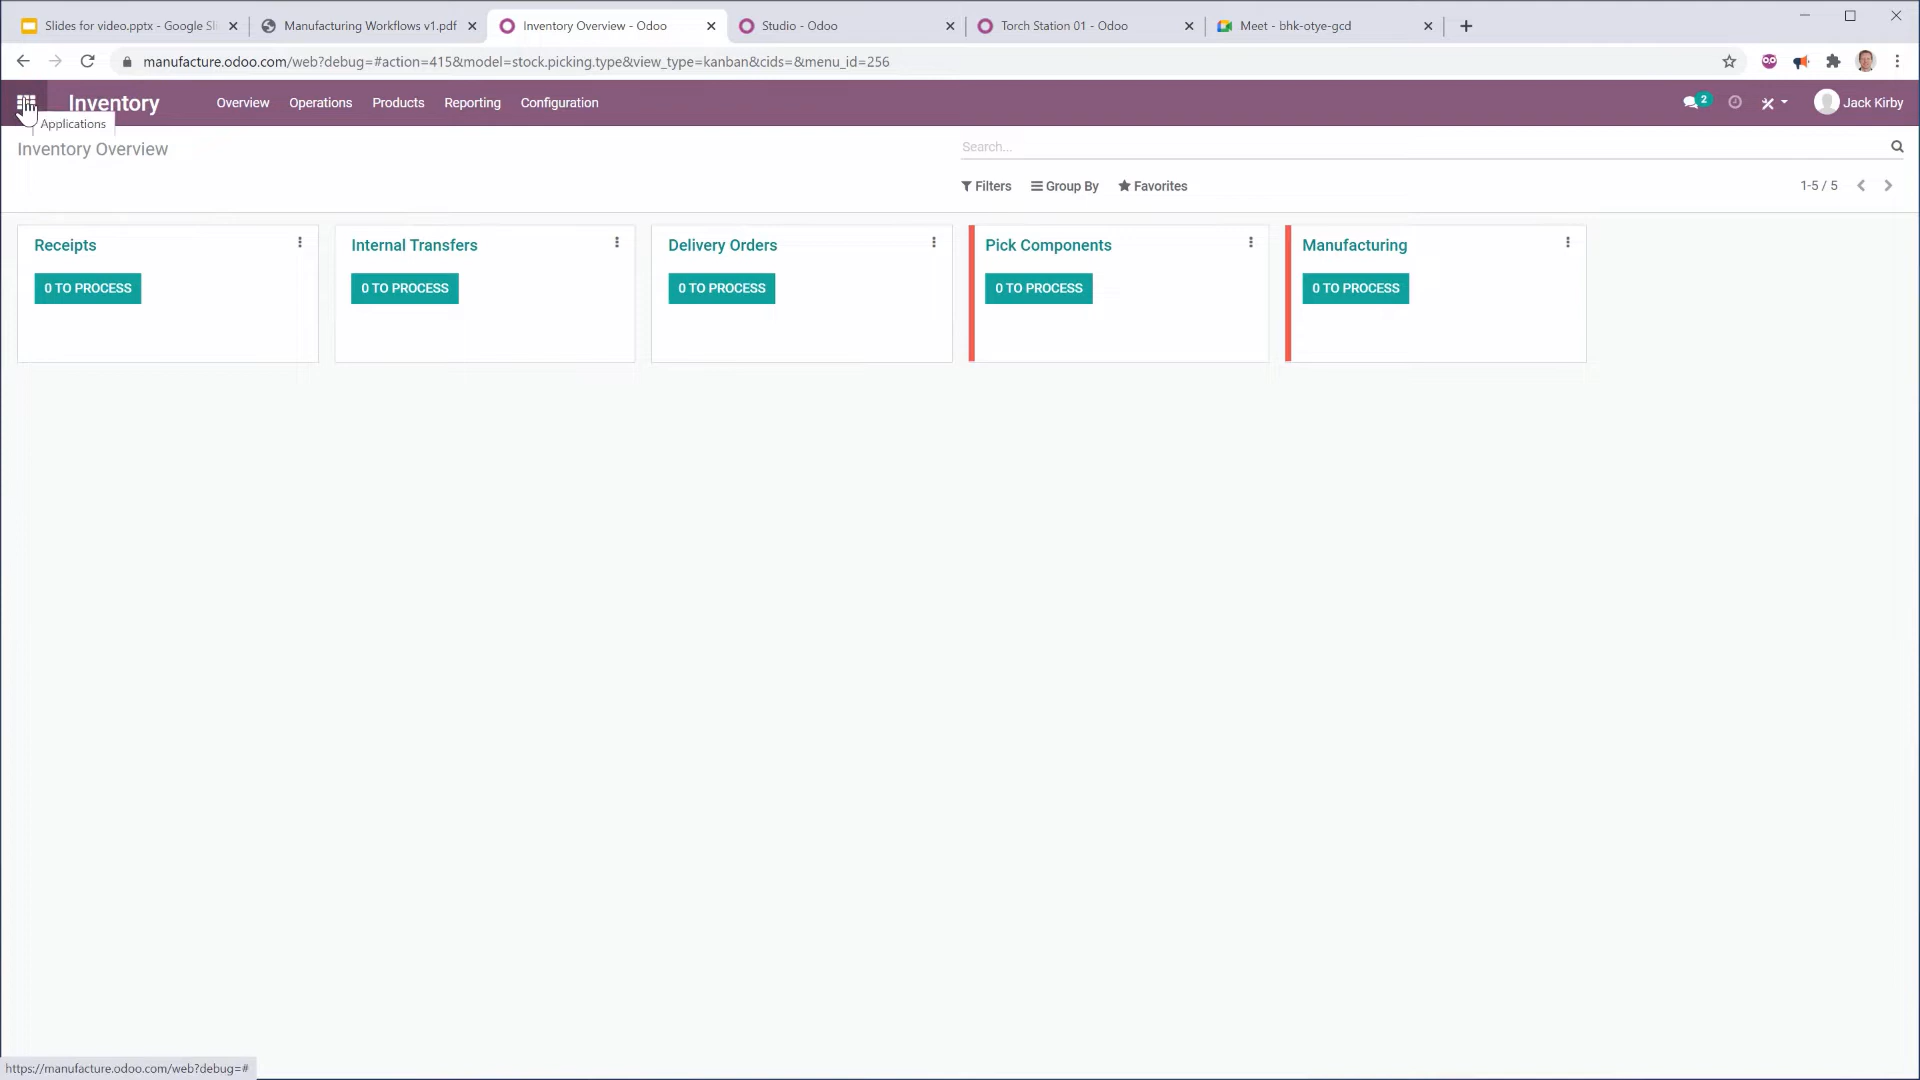 Slides for video.pptx - Google Sli
Manufacturing Workflows v1.pdf
Inventory Overview - Odoo
Studio - Odoo
Torch Station 01 - Odoo
Meet - bhk-otye-gcd
manufacture.odoo.com/web?debug=#action=415&model=stock.picking.type&view_type=kanban&cids=&menu_id=256
Inventory
Overview
Operations
Products
Reporting
Configuration
2
Jack Kirby
Applications
Inventory Overview
Search...
Filters
Group By
Favorites
1-5 / 5
Receipts
Internal Transfers
Delivery Orders
Pick Components
Manufacturing
0 TO PROCESS
0 TO PROCESS
0 TO PROCESS
0 TO PROCESS
0 TO PROCESS
https://manufacture.odoo.com/web?debug=#